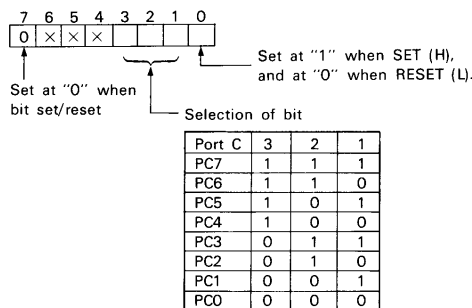 7 6 5 4 3 2 1 0
0 × × ×
Set at "1" when SET (H),
and at "0" when RESET (L).
Set at "0" when
bit set/reset
Selection of bit
Port C 3 2 1
PC7 1 1 1
PC6 1 1 0
PC5 1 0 1
PC4 1 0 0
PC3 0 1 1
PC2 0 1 0
PC1 0 0 1
PC0 0 0 0